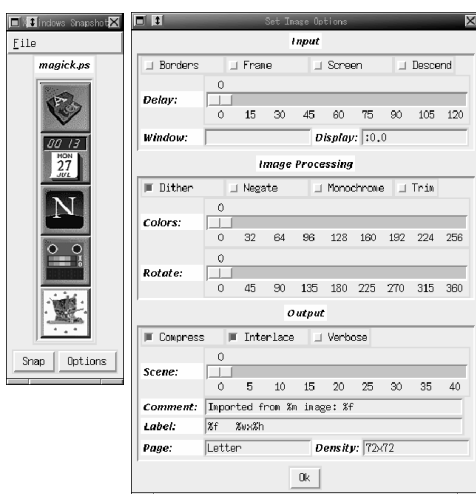 X-Windows Snapshot
File
magick.ps
00 13
MON
27
JUL
N
Snap Options
Set Image Options
Input
Borders Frame Screen Descend
0
Delay:
0 15 30 45 60 75 90 105 120
Window: Display: :0.0
Image Processing
Dither Negate Monochrome Trim
0
Colors:
0 32 64 96 128 160 192 224 256
0
Rotate:
0 45 90 135 180 225 270 315 360
Output
Compress Interlace Verbose
0
Scene:
0 5 10 15 20 25 30 35 40
Comment: Imported from %m image: %f
Label: %f %wx%h
Page: Letter Density: 72x72
Ok